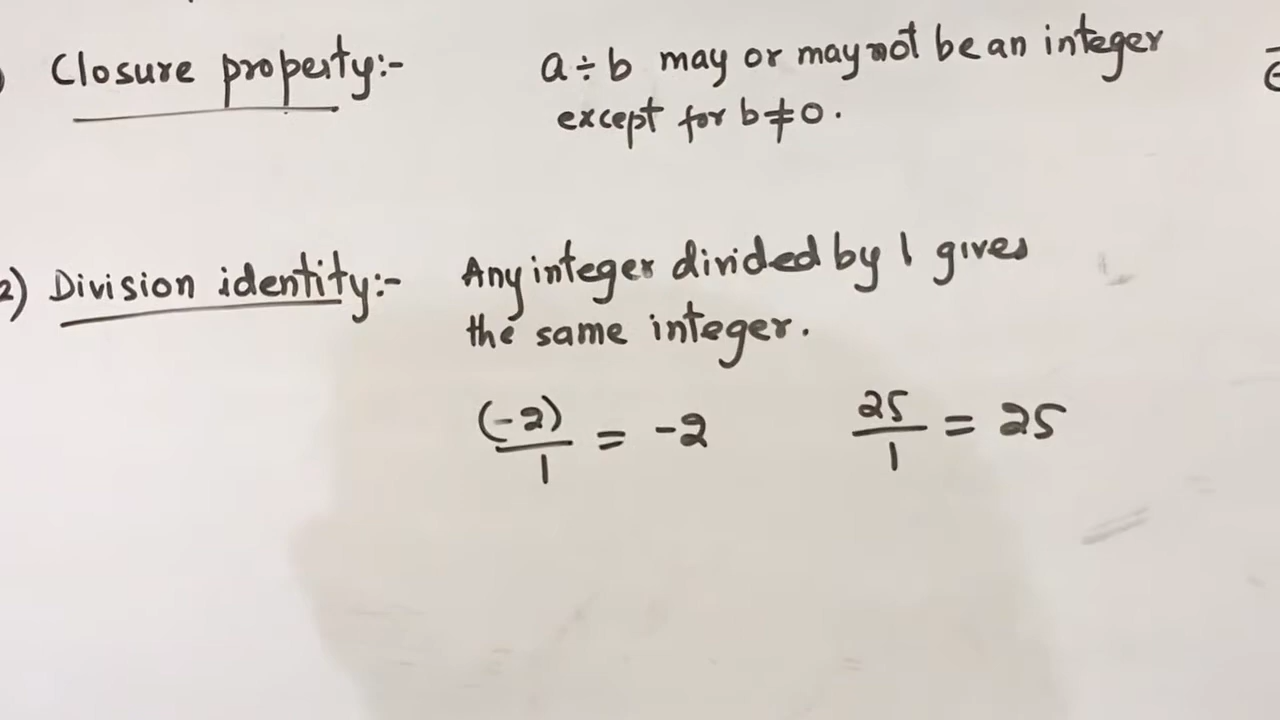 ) Closure property:- a ÷ b may or may not be an integer
except for b ≠ 0.
2) Division identity:- Any integer divided by 1 gives
the same integer.
(-2)/1 = -2 25/1 = 25